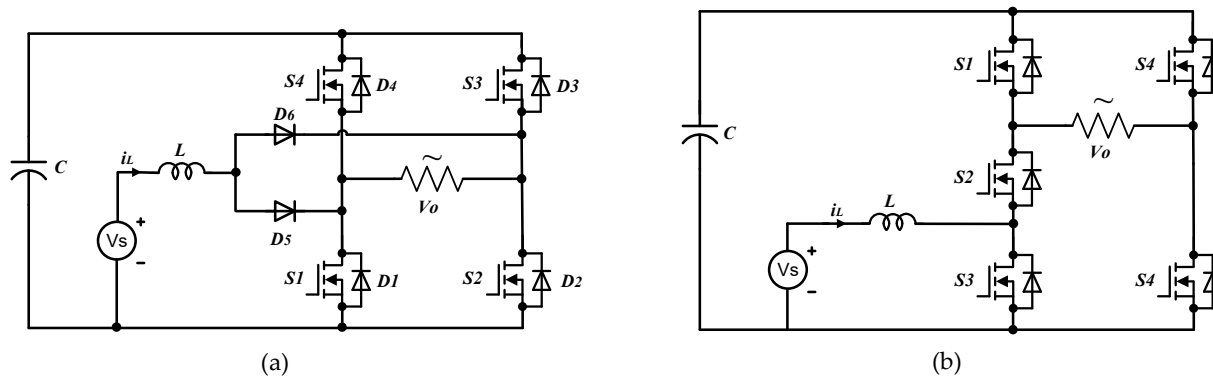 S4
D4
S3
D3
D6
C
iL
L
~
Vo
D5
Vs
+
-
S1
D1
S2
D2
(a)
S1
S4
C
~
Vo
S2
iL
L
Vs
+
-
S3
S4
(b)